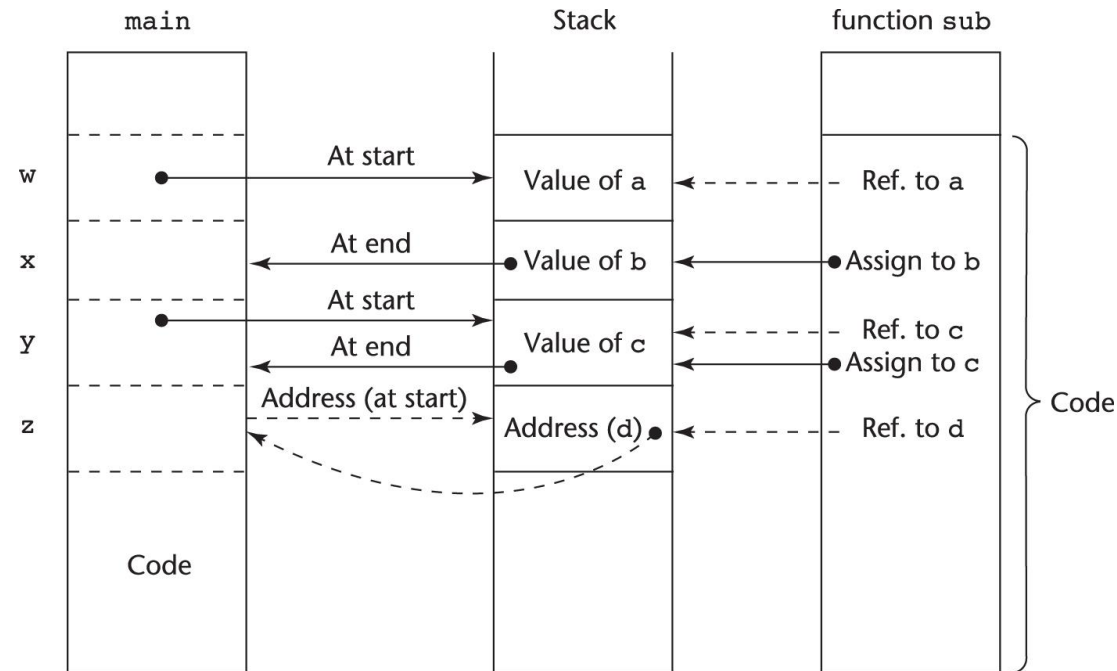 main Stack function sub
w At start Value of a Ref. to a
x At end Value of b Assign to b
At start
y Value of c Ref. to c
At end Assign to c
Address (at start)
z Address (d) Ref. to d
Code
Code